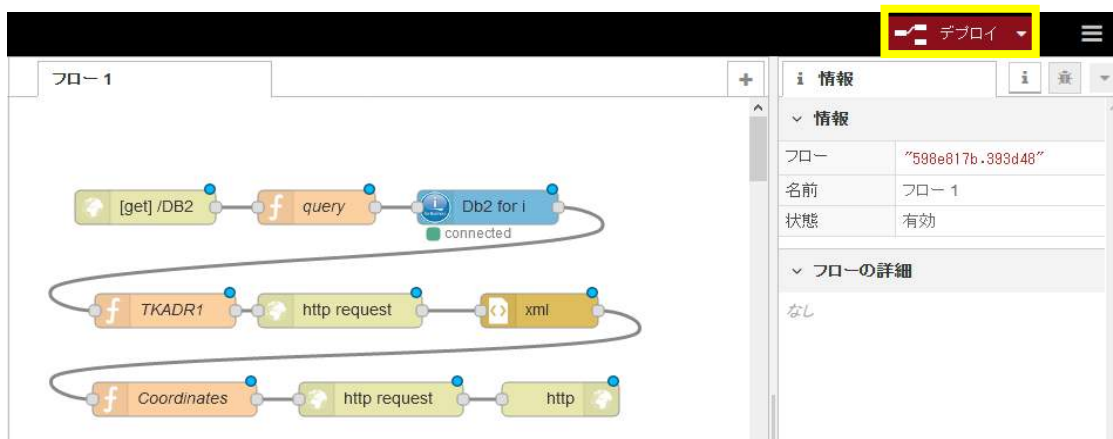 デプロイ
フロー 1
+
i 情報
i
情報
フロー "598e817b.393d48"
名前 フロー 1
状態 有効
フローの詳細
なし
[get] /DB2
f query
Db2 for i
connected
f TKADR1
http request
xml
f Coordinates
http request
http